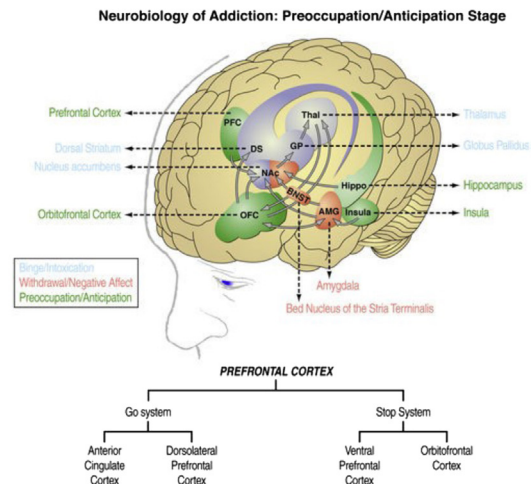 Neurobiology of Addiction: Preoccupation/Anticipation Stage
Prefrontal Cortex
Dorsal Striatum
Nucleus accumbens
Orbitofrontal Cortex
PFC
DS
GP
Thal
NAc
BNST
OFC
AMG
Hippo
Insula
Thalamus
Globus Pallidus
Hippocampus
Insula
Amygdala
Bed Nucleus of the Stria Terminalis
Binge/Intoxication
Withdrawal/Negative Affect
Preoccupation/Anticipation
PREFRONTAL CORTEX
Go system
Stop System
Anterior
Cingulate
Cortex
Dorsolateral
Prefrontal
Cortex
Ventral
Prefrontal
Cortex
Orbitofrontal
Cortex